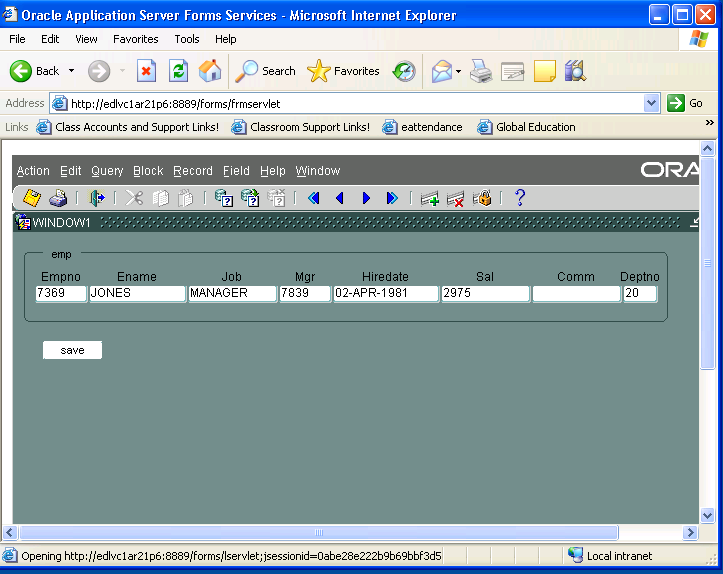 Oracle Application Server Forms Services - Microsoft Internet Explorer
File Edit View Favorites Tools Help
Back Search Favorites
Address http://edlvc1ar21p6:8889/forms/frmservlet Go
Links Class Accounts and Support Links! Classroom Support Links! eattendance Global Education »
Action Edit Query Block Record Field Help Window ORA
?
WINDOW1
emp
Empno Ename Job Mgr Hiredate Sal Comm Deptno
7369 JONES MANAGER 7839 02-APR-1981 2975 20
save
Opening http://edlvc1ar21p6:8889/forms/lservlet;jsessionid=0abe28e222b9b69bbf3d5 Local intranet